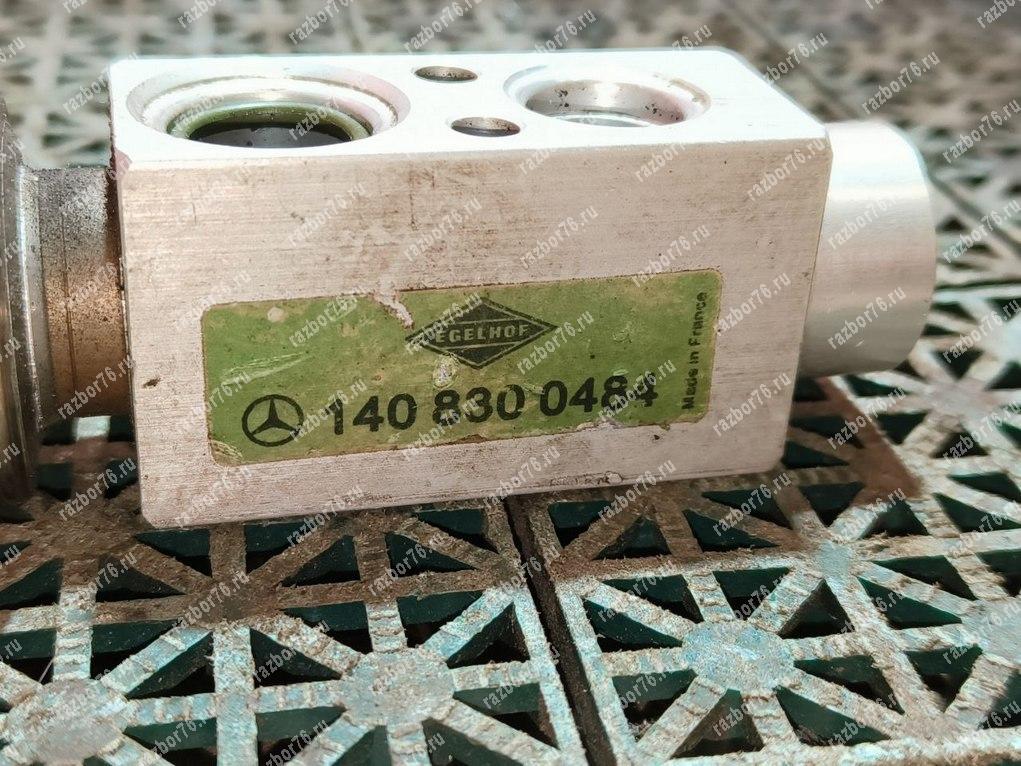 EGELHOF
140 830 0484
Made in France
razbor76.ru